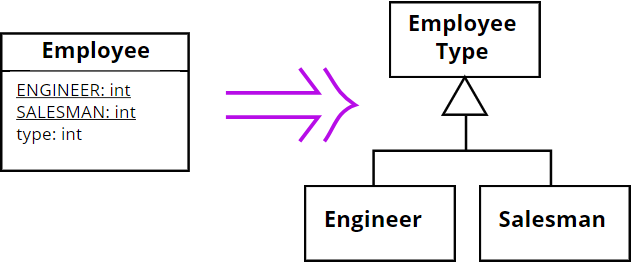 Employee
ENGINEER: int
SALESMAN: int
type: int
Employee
Type
Engineer
Salesman